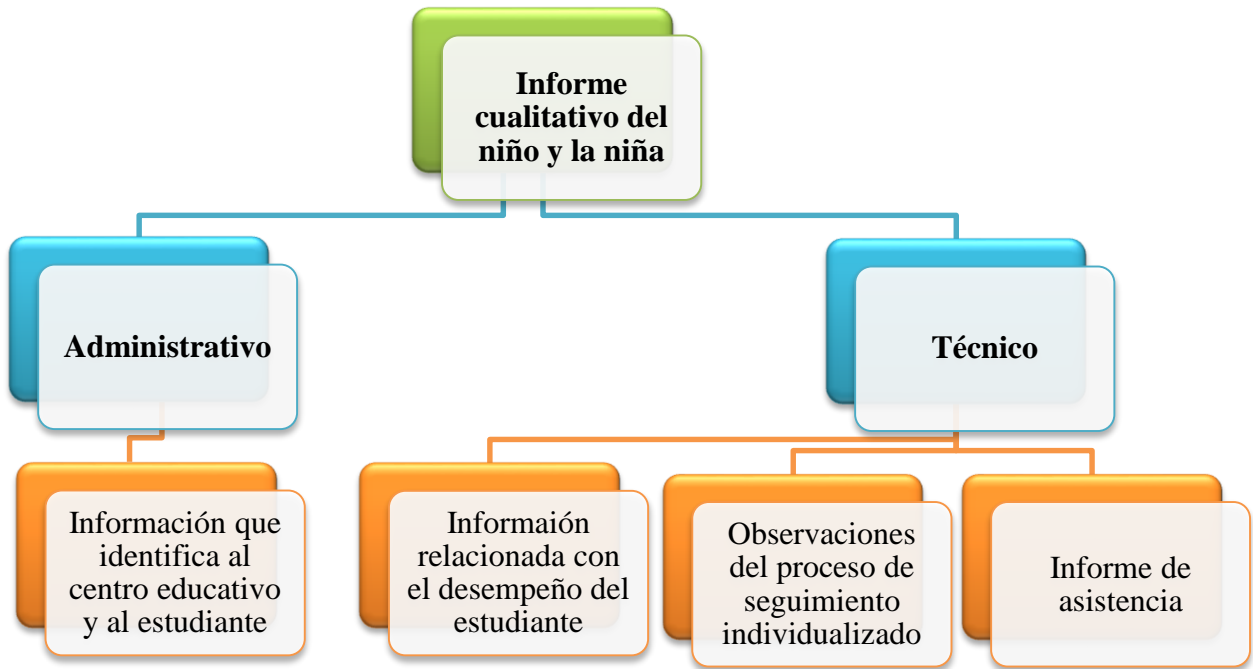 Informe
cualitativo del
niño y la niña
Administrativo
Técnico
Información que
identifica al
centro educativo
y al estudiante
Informaión
relacionada con
el desempeño del
estudiante
Observaciones
del proceso de
seguimiento
individualizado
Informe de
asistencia